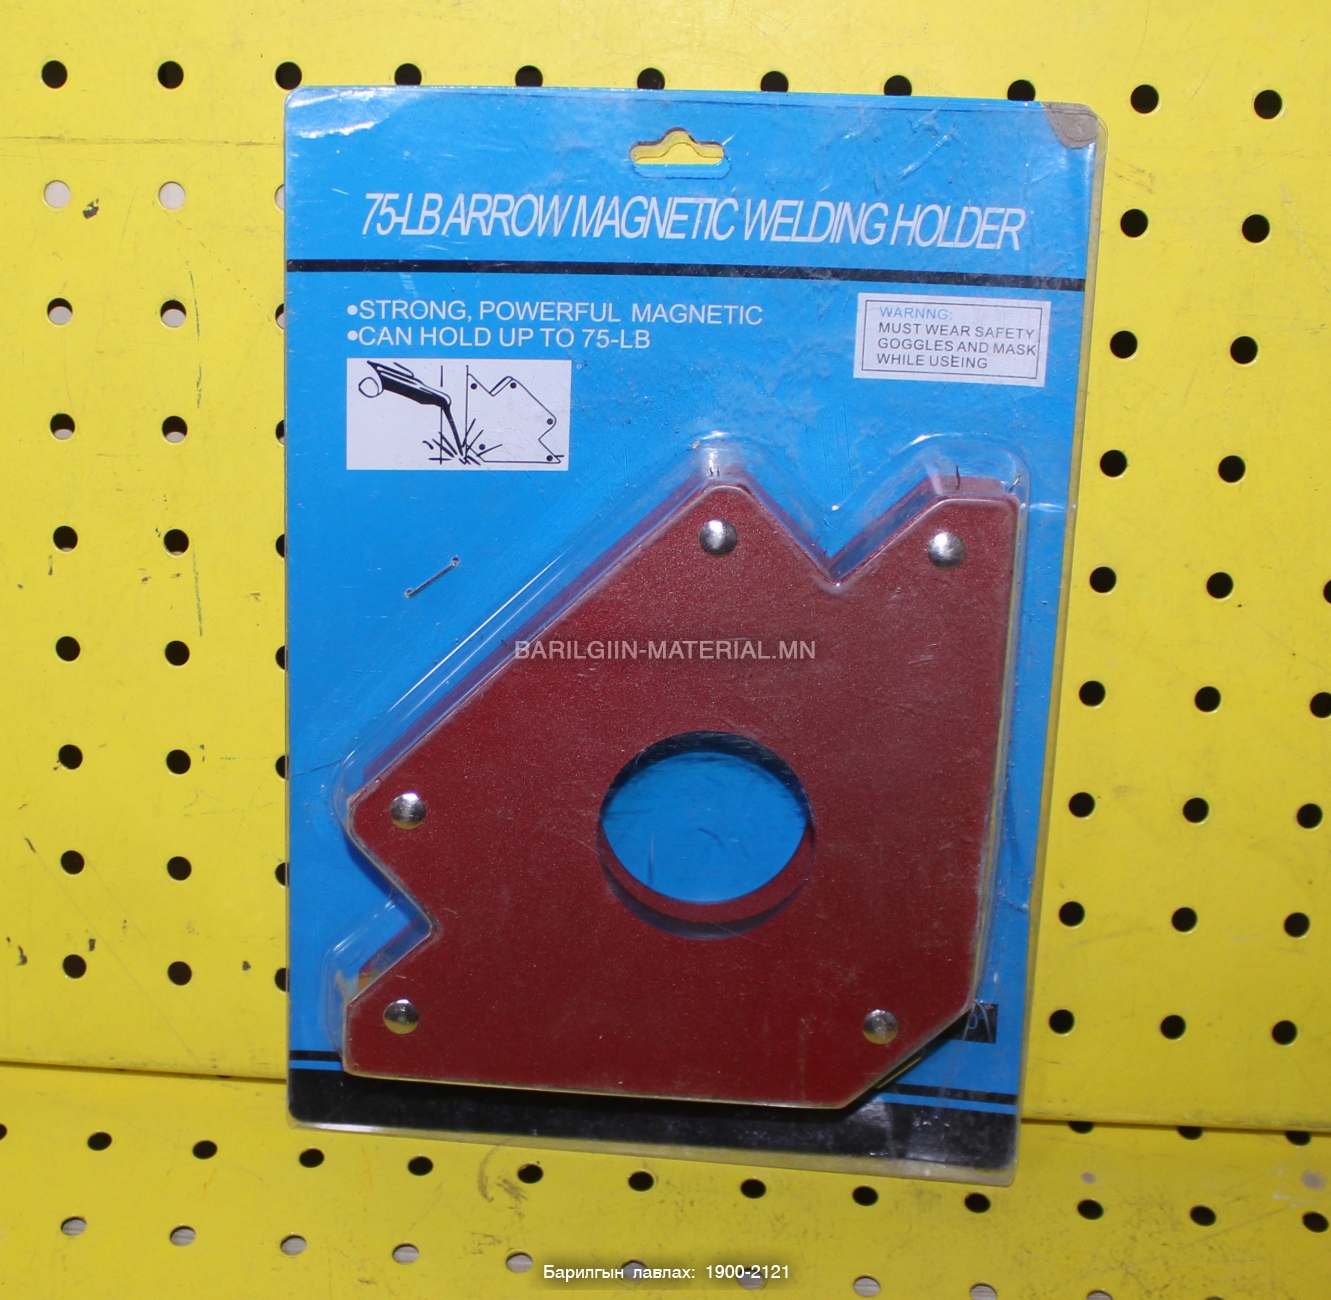 75-LB ARROW MAGNETIC WELDING HOLDER
•STRONG, POWERFUL MAGNETIC
•CAN HOLD UP TO 75-LB
WARNNG:
MUST WEAR SAFETY
GOGGLES AND MASK
WHILE USEING
BARILGIIN-MATERIAL.MN
Барилгын лавлах: 1900-2121